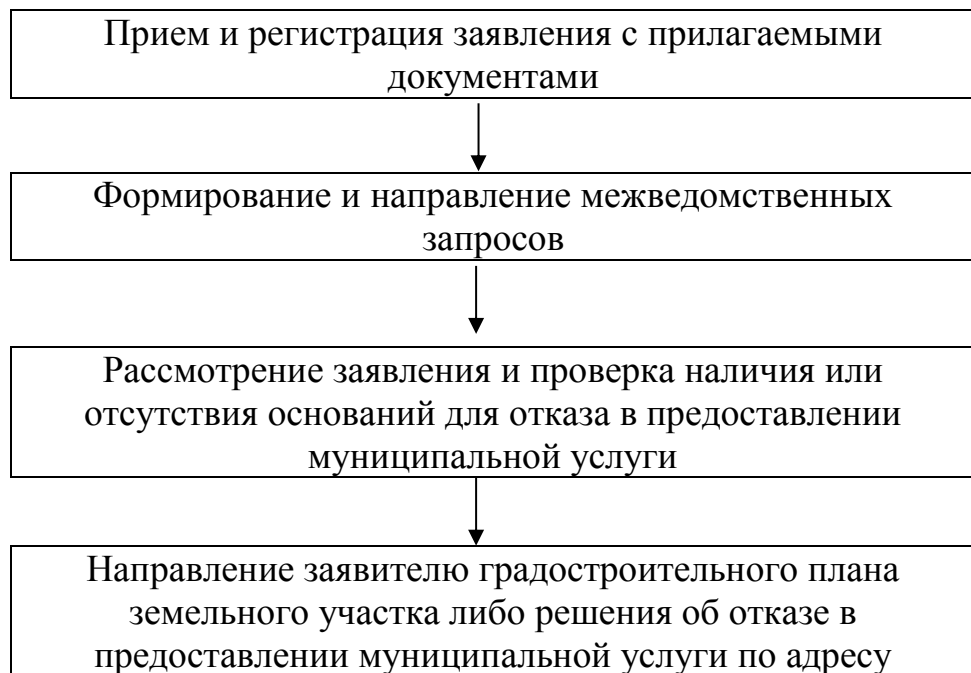 Прием и регистрация заявления с прилагаемыми
документами
Формирование и направление межведомственных
запросов
Рассмотрение заявления и проверка наличия или
отсутствия оснований для отказа в предоставлении
муниципальной услуги
Направление заявителю градостроительного плана
земельного участка либо решения об отказе в
предоставлении муниципальной услуги по адресу